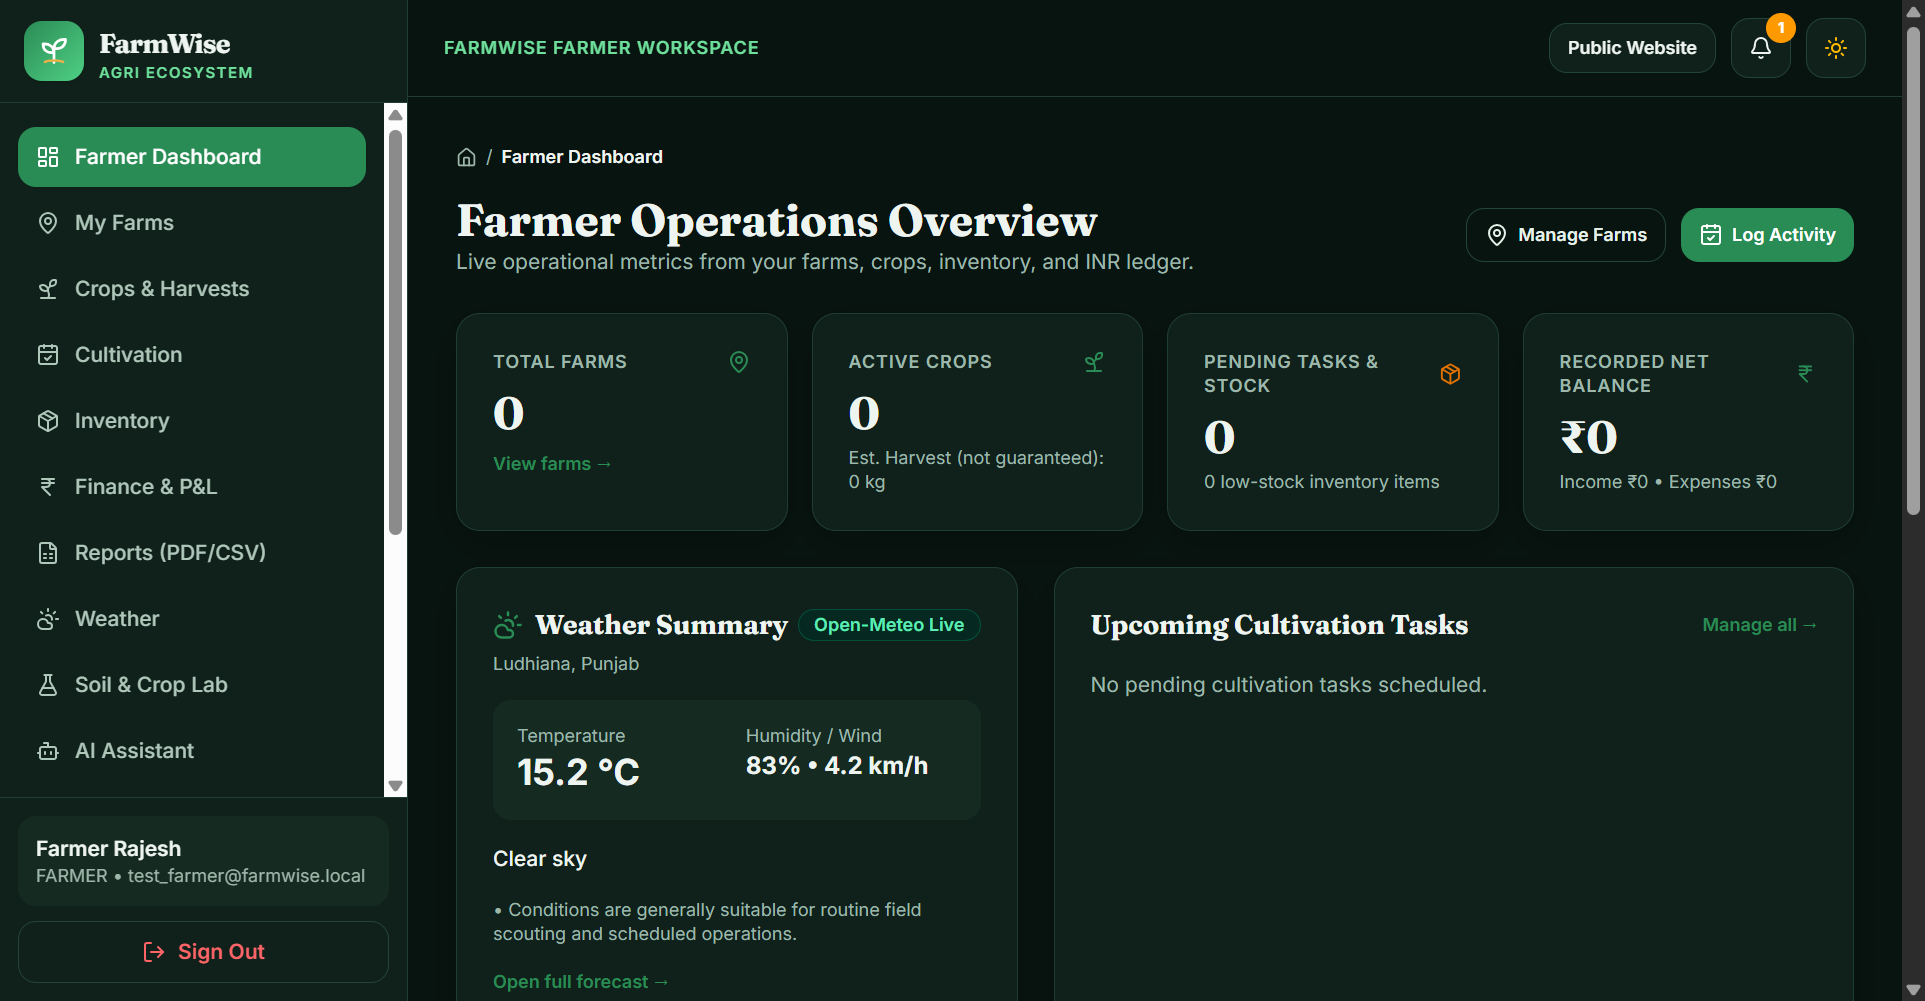 FarmWise
AGRI ECOSYSTEM
Farmer Dashboard
My Farms
Crops & Harvests
Cultivation
Inventory
Finance & P&L
Reports (PDF/CSV)
Weather
Soil & Crop Lab
AI Assistant
Farmer Rajesh
FARMER • test_farmer@farmwise.local
Sign Out
FARMWISE FARMER WORKSPACE
Public Website
1
/ Farmer Dashboard
Farmer Operations Overview
Live operational metrics from your farms, crops, inventory, and INR ledger.
Manage Farms
Log Activity
TOTAL FARMS
0
View farms →
ACTIVE CROPS
0
Est. Harvest (not guaranteed):
0 kg
PENDING TASKS &
STOCK
0
0 low-stock inventory items
RECORDED NET
BALANCE
₹0
Income ₹0 • Expenses ₹0
Weather Summary
Open-Meteo Live
Ludhiana, Punjab
Temperature
15.2 °C
Humidity / Wind
83% • 4.2 km/h
Clear sky
• Conditions are generally suitable for routine field
scouting and scheduled operations.
Open full forecast →
Upcoming Cultivation Tasks
Manage all →
No pending cultivation tasks scheduled.